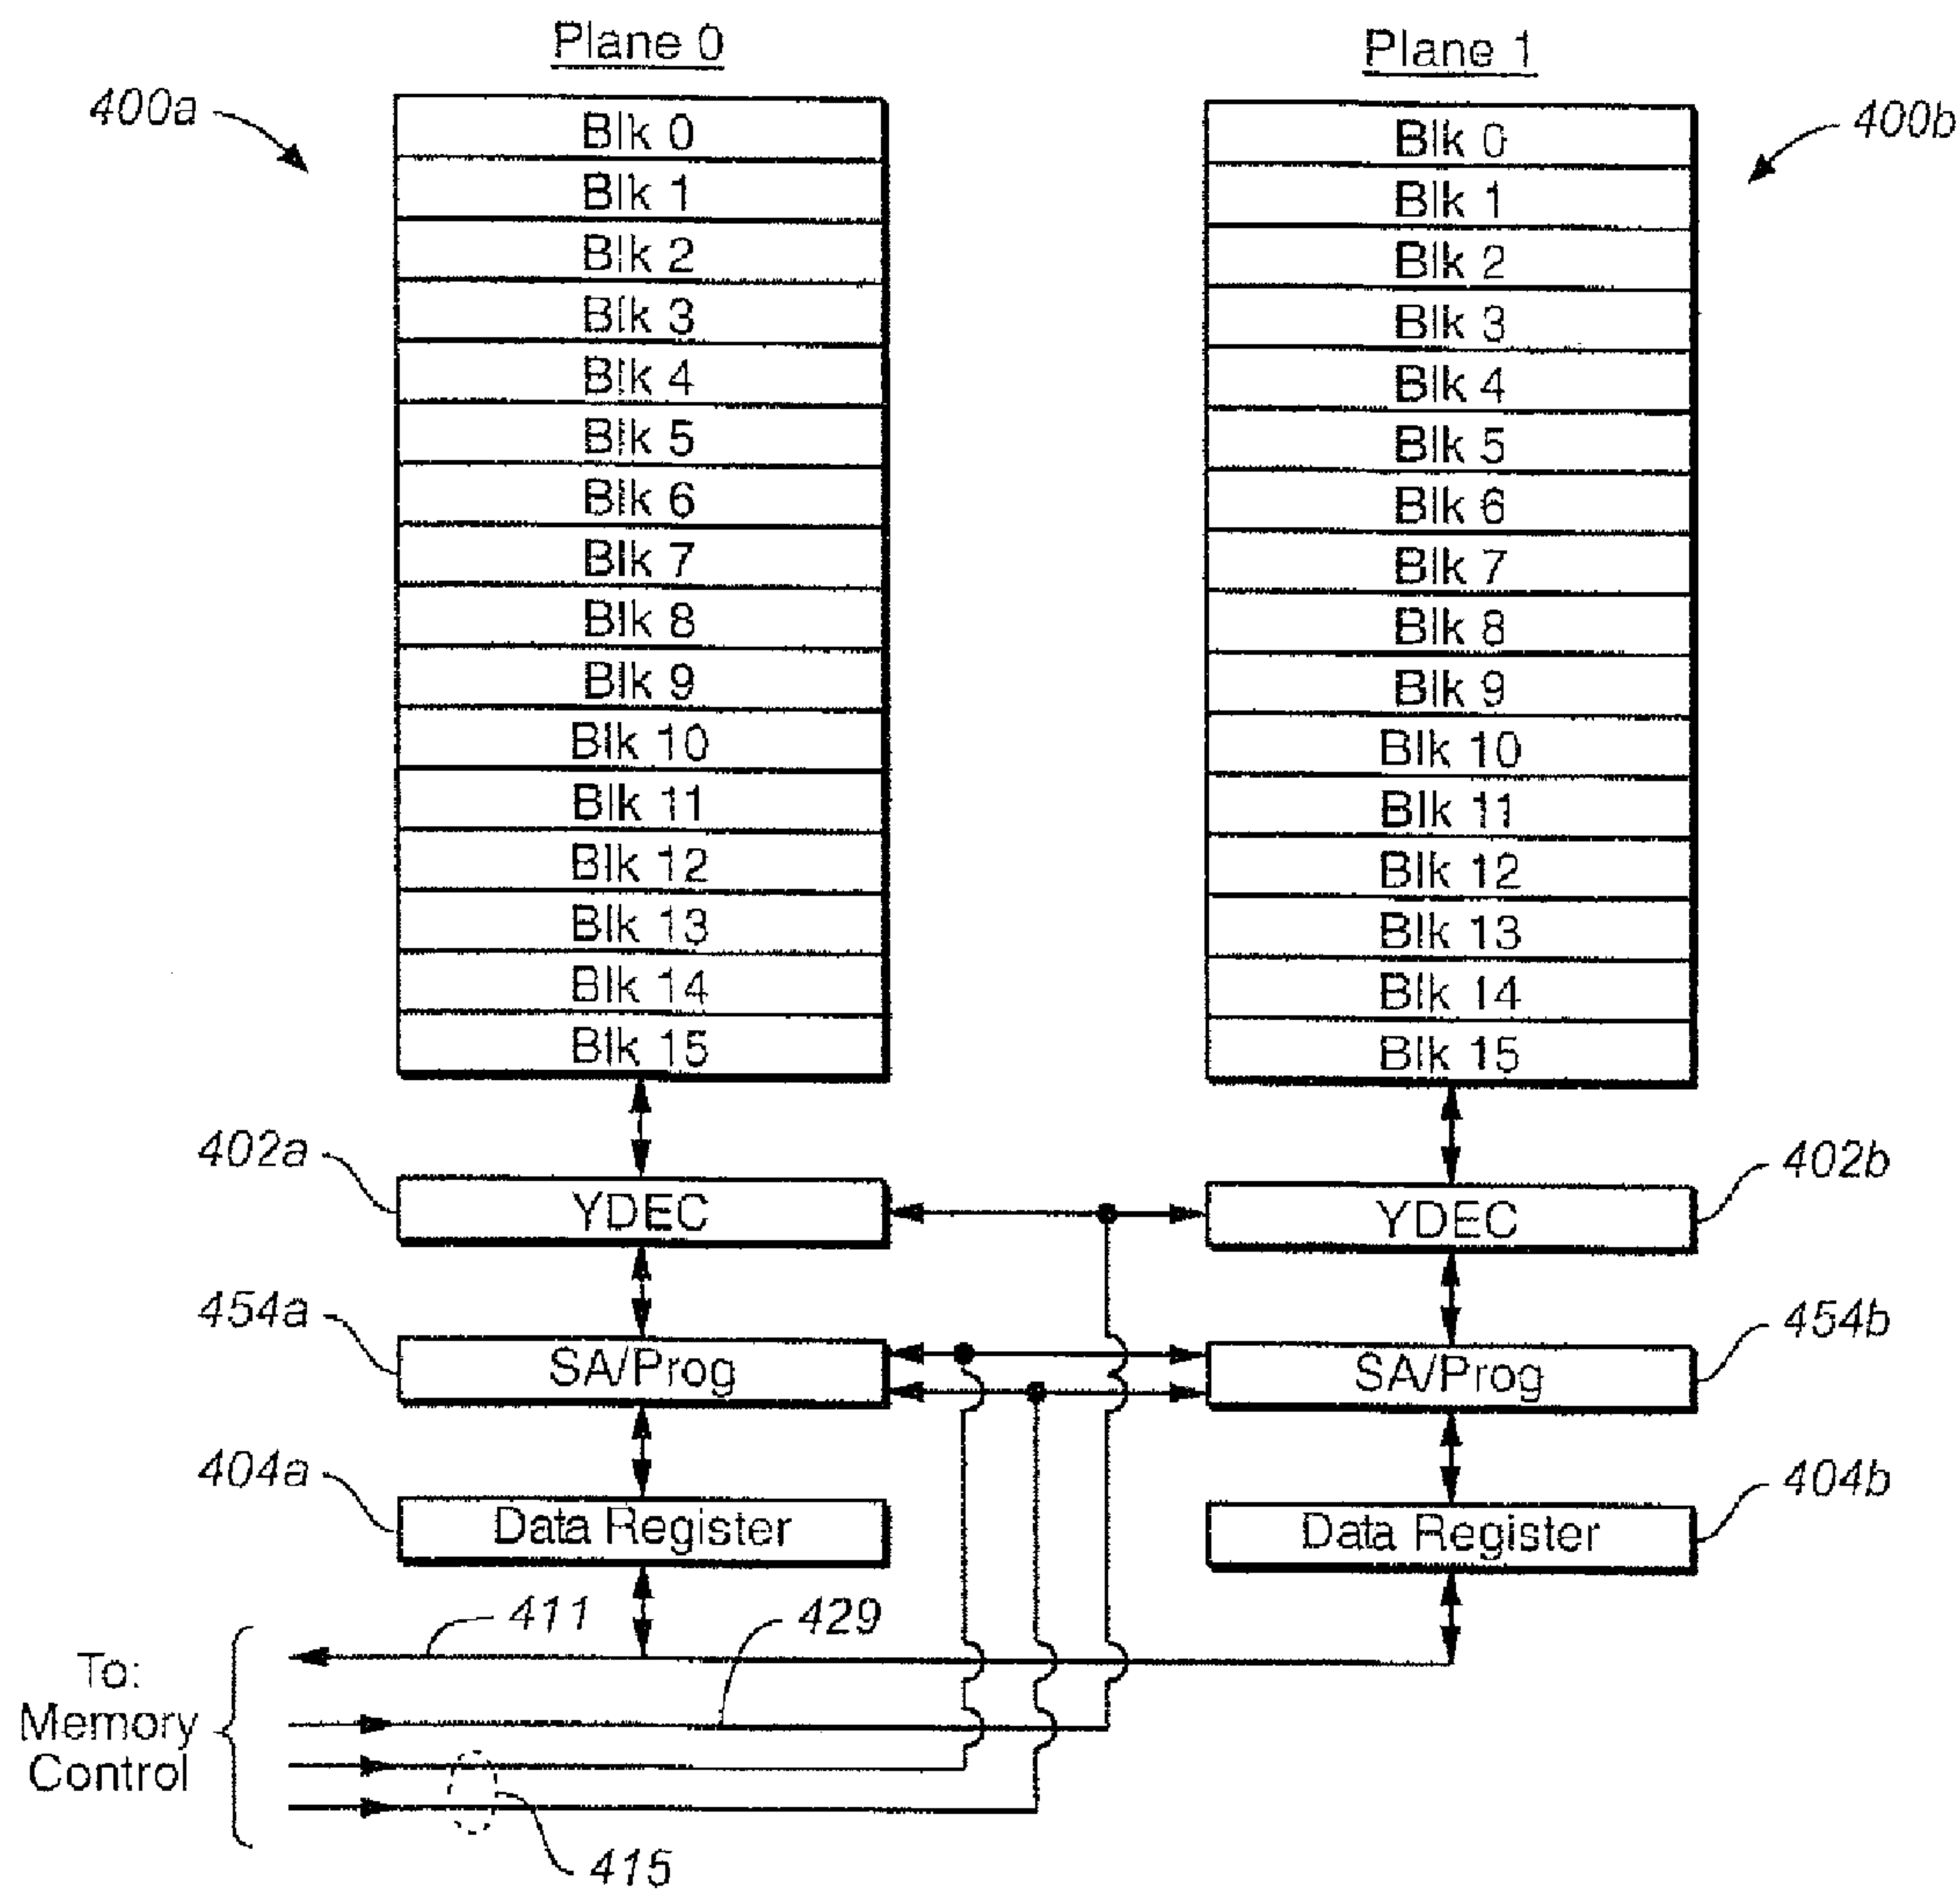 Plane 0
Plane 1
400a
400b
Blk 0
Blk 1
Blk 2
Blk 3
Blk 4
Blk 5
Blk 6
Blk 7
Blk 8
Blk 9
Blk 10
Blk 11
Blk 12
Blk 13
Blk 14
Blk 15
Blk 0
Blk 1
Blk 2
Blk 3
Blk 4
Blk 5
Blk 6
Blk 7
Blk 8
Blk 9
Blk 10
Blk 11
Blk 12
Blk 13
Blk 14
Blk 15
402a
YDEC
YDEC
402b
454a
SA/Prog
SA/Prog
454b
404a
Data Register
Data Register
404b
411
429
To:
Memory
Control
415